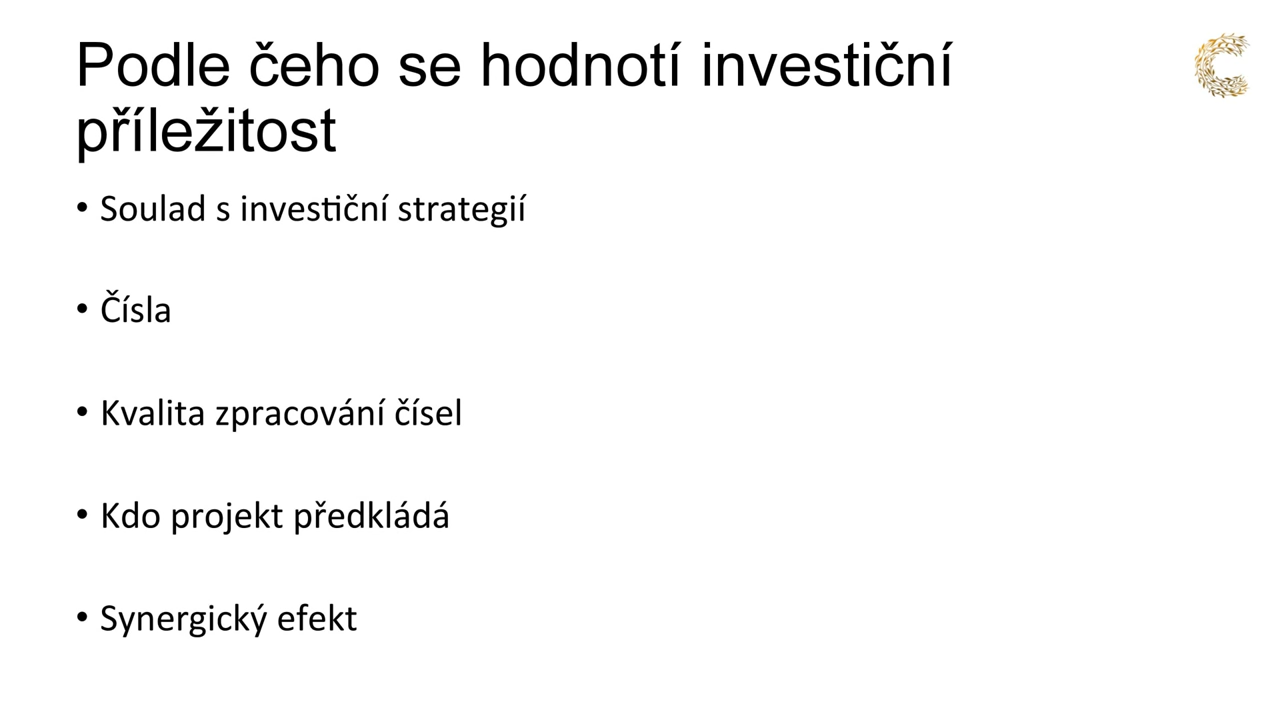 Podle čeho se hodnotí investiční
příležitost
• Soulad s investiční strategií
• Čísla
• Kvalita zpracování čísel
• Kdo projekt předkládá
• Synergický efekt